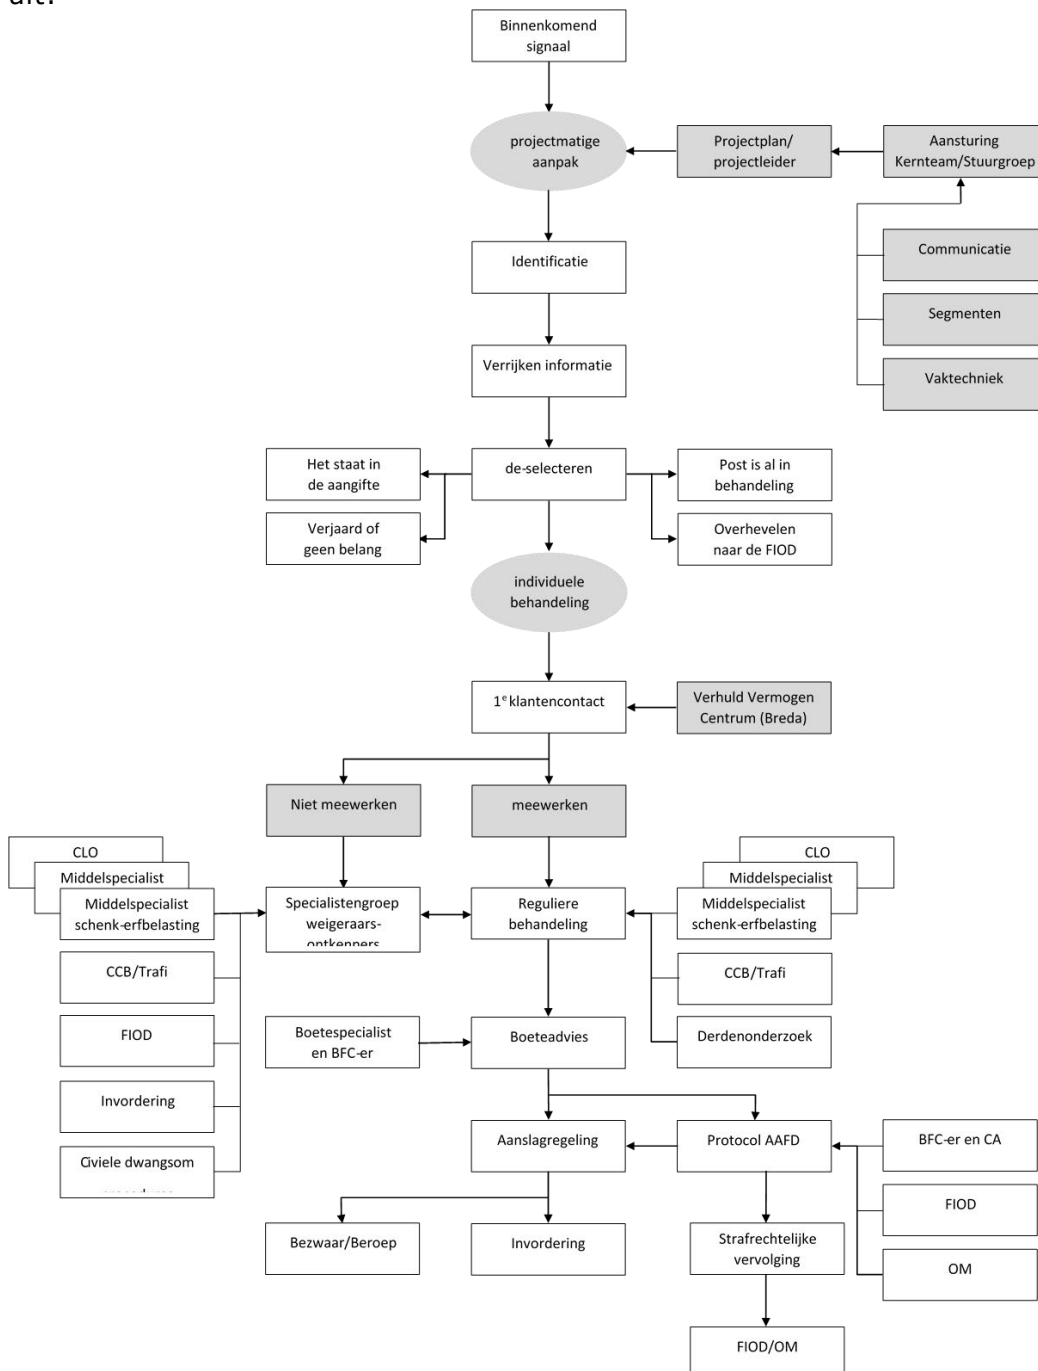 Binnenkomend
signaal
projectmatige
aanpak
Projectplan/
projectleider
Aansturing
Kernteam/Stuurgroep
Communicatie
Identificatie
Segmenten
Verrijken informatie
Vaktechniek
Het staat in
de aangifte
de-selecteren
Post is al in
behandeling
Verjaard of
geen belang
Overhevelen
naar de FIOD
individuele
behandeling
1e klantencontact
Verhuld Vermogen
Centrum (Breda)
Niet meewerken
meewerken
CLO
Middelspecialist
Middelspecialist
schenk-erfbelasting
Specialistengroep
weigeraars-
ontkenners
Reguliere
behandeling
CLO
Middelspecialist
Middelspecialist
schenk-erfbelasting
CCB/Trafi
CCB/Trafi
FIOD
Boetespecialist
en BFC-er
Boeteadvies
Derdenonderzoek
Invordering
Aanslagregeling
Protocol AAFD
BFC-er en CA
Civiele dwangsom
FIOD
Bezwaar/Beroep
Invordering
Strafrechtelijke
vervolging
OM
FIOD/OM